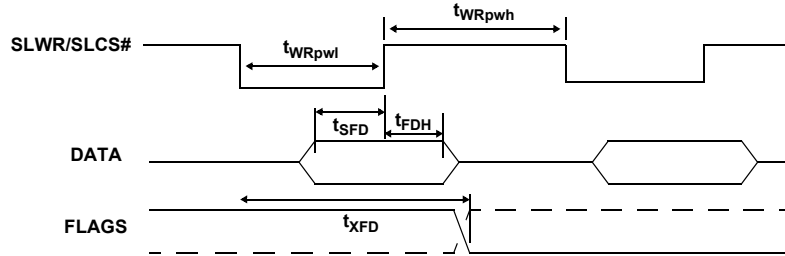 tWRpwh
SLWR/SLCS#
tWRpwl
tSFD
tFDH
DATA
tXFD
FLAGS